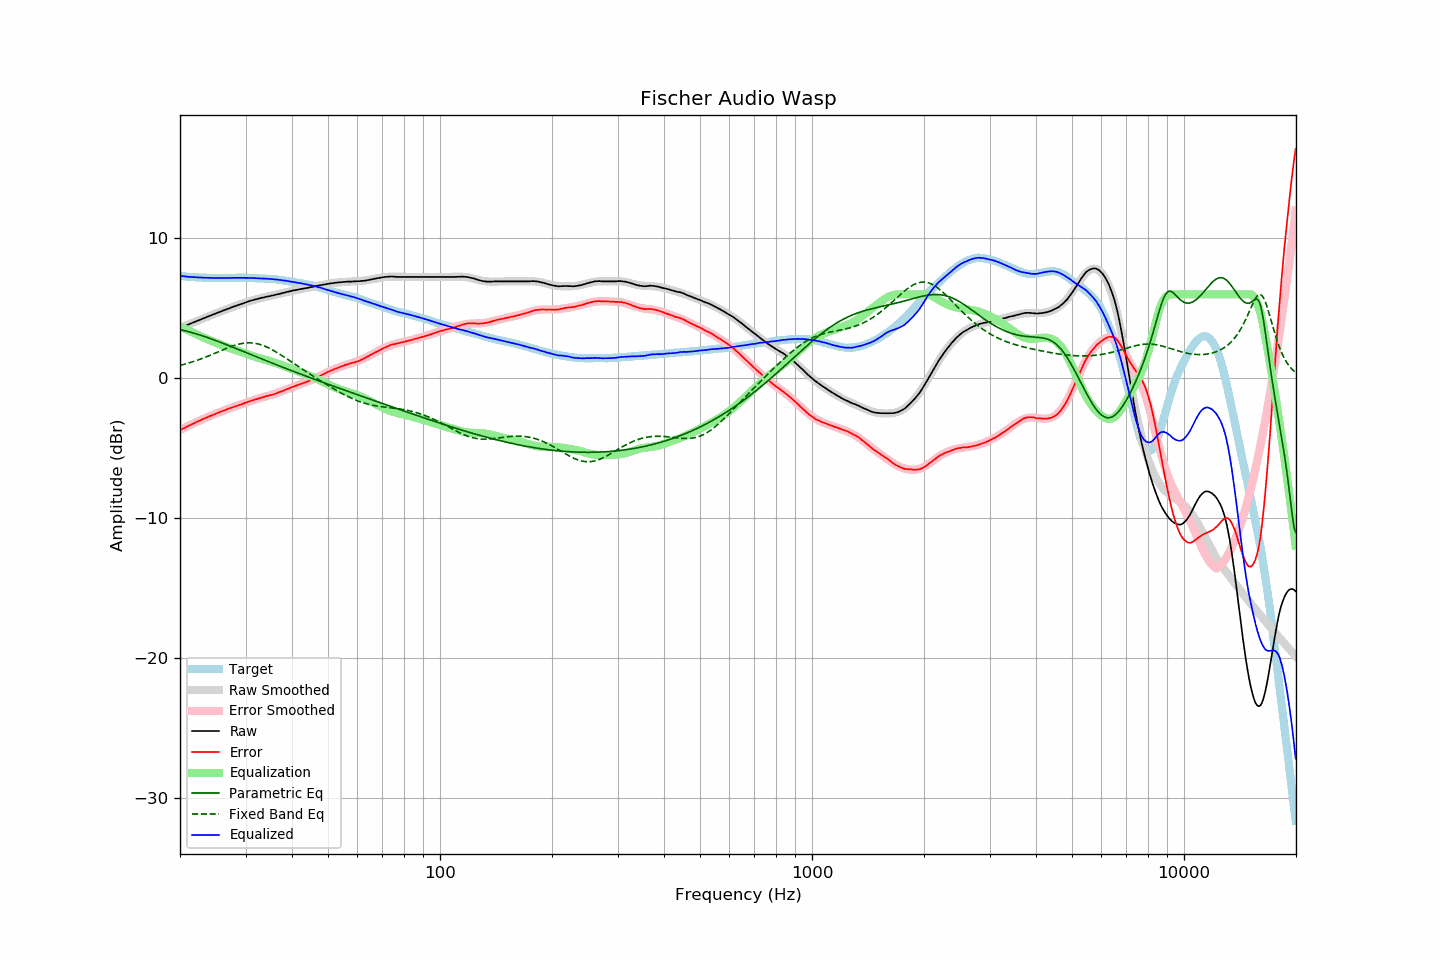 Fischer Audio Wasp
Amplitude (dBr)
10
0
−10
−20
−30
Target
Raw Smoothed
Error Smoothed
Raw
Error
Equalization
Parametric Eq
Fixed Band Eq
Equalized
100
1000
10000
Frequency (Hz)